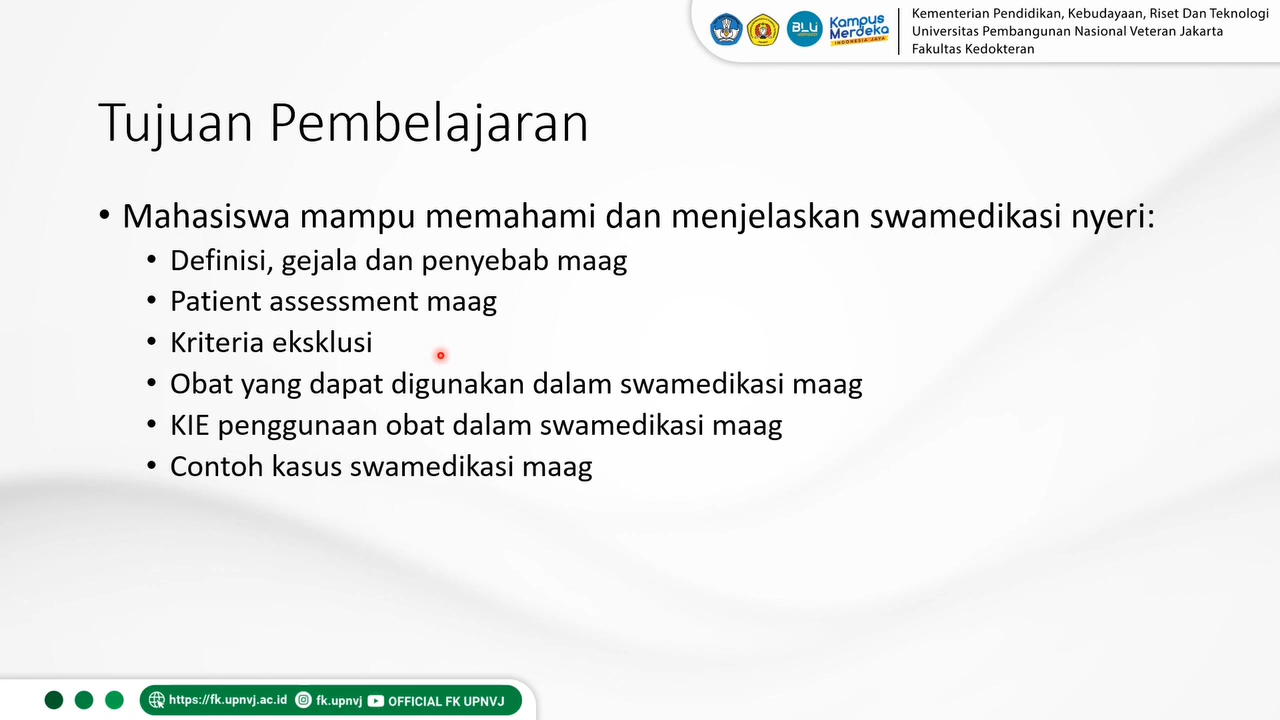 BLU
Kampus
Merdeka
INDONESIA JAYA
Kementerian Pendidikan, Kebudayaan, Riset Dan Teknologi
Universitas Pembangunan Nasional Veteran Jakarta
Fakultas Kedokteran
Tujuan Pembelajaran
• Mahasiswa mampu memahami dan menjelaskan swamedikasi nyeri:
• Definisi, gejala dan penyebab maag
• Patient assessment maag
• Kriteria eksklusi
• Obat yang dapat digunakan dalam swamedikasi maag
• KIE penggunaan obat dalam swamedikasi maag
• Contoh kasus swamedikasi maag
https://fk.upnvj.ac.id fk.upnvj OFFICIAL FK UPNVJ